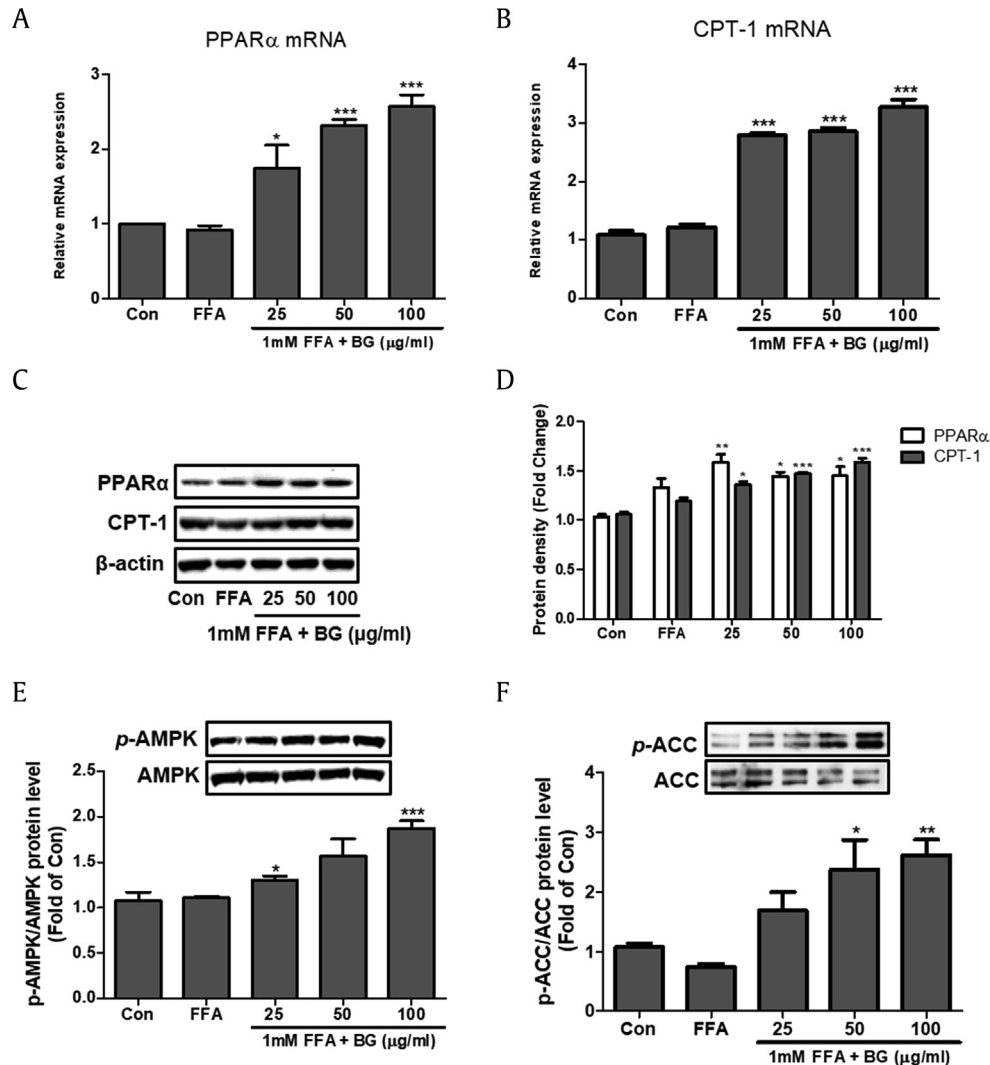 A
PPARα mRNA
Relative mRNA expression
3
2
1
0
*
***
***
Con FFA 25 50 100
1mM FFA + BG (µg/ml)
B
CPT-1 mRNA
Relative mRNA expression
4
3
2
1
0
***
***
***
Con FFA 25 50 100
1mM FFA + BG (µg/ml)
C
PPARα
CPT-1
β-actin
Con FFA 25 50 100
1mM FFA + BG (µg/ml)
D
Protein density (Fold Change)
2.0
1.5
1.0
0.5
0.0
**
*
*
***
*
***
Con FFA 25 50 100
PPARα
CPT-1
E
p-AMPK
AMPK
p-AMPK/AMPK protein level
(Fold of Con)
2.5
2.0
1.5
1.0
0.5
0.0
*
***
Con FFA 25 50 100
1mM FFA + BG (µg/ml)
F
p-ACC
ACC
p-ACC/ACC protein level
(Fold of Con)
4
3
2
1
0
*
**
Con FFA 25 50 100
1mM FFA + BG (µg/ml)